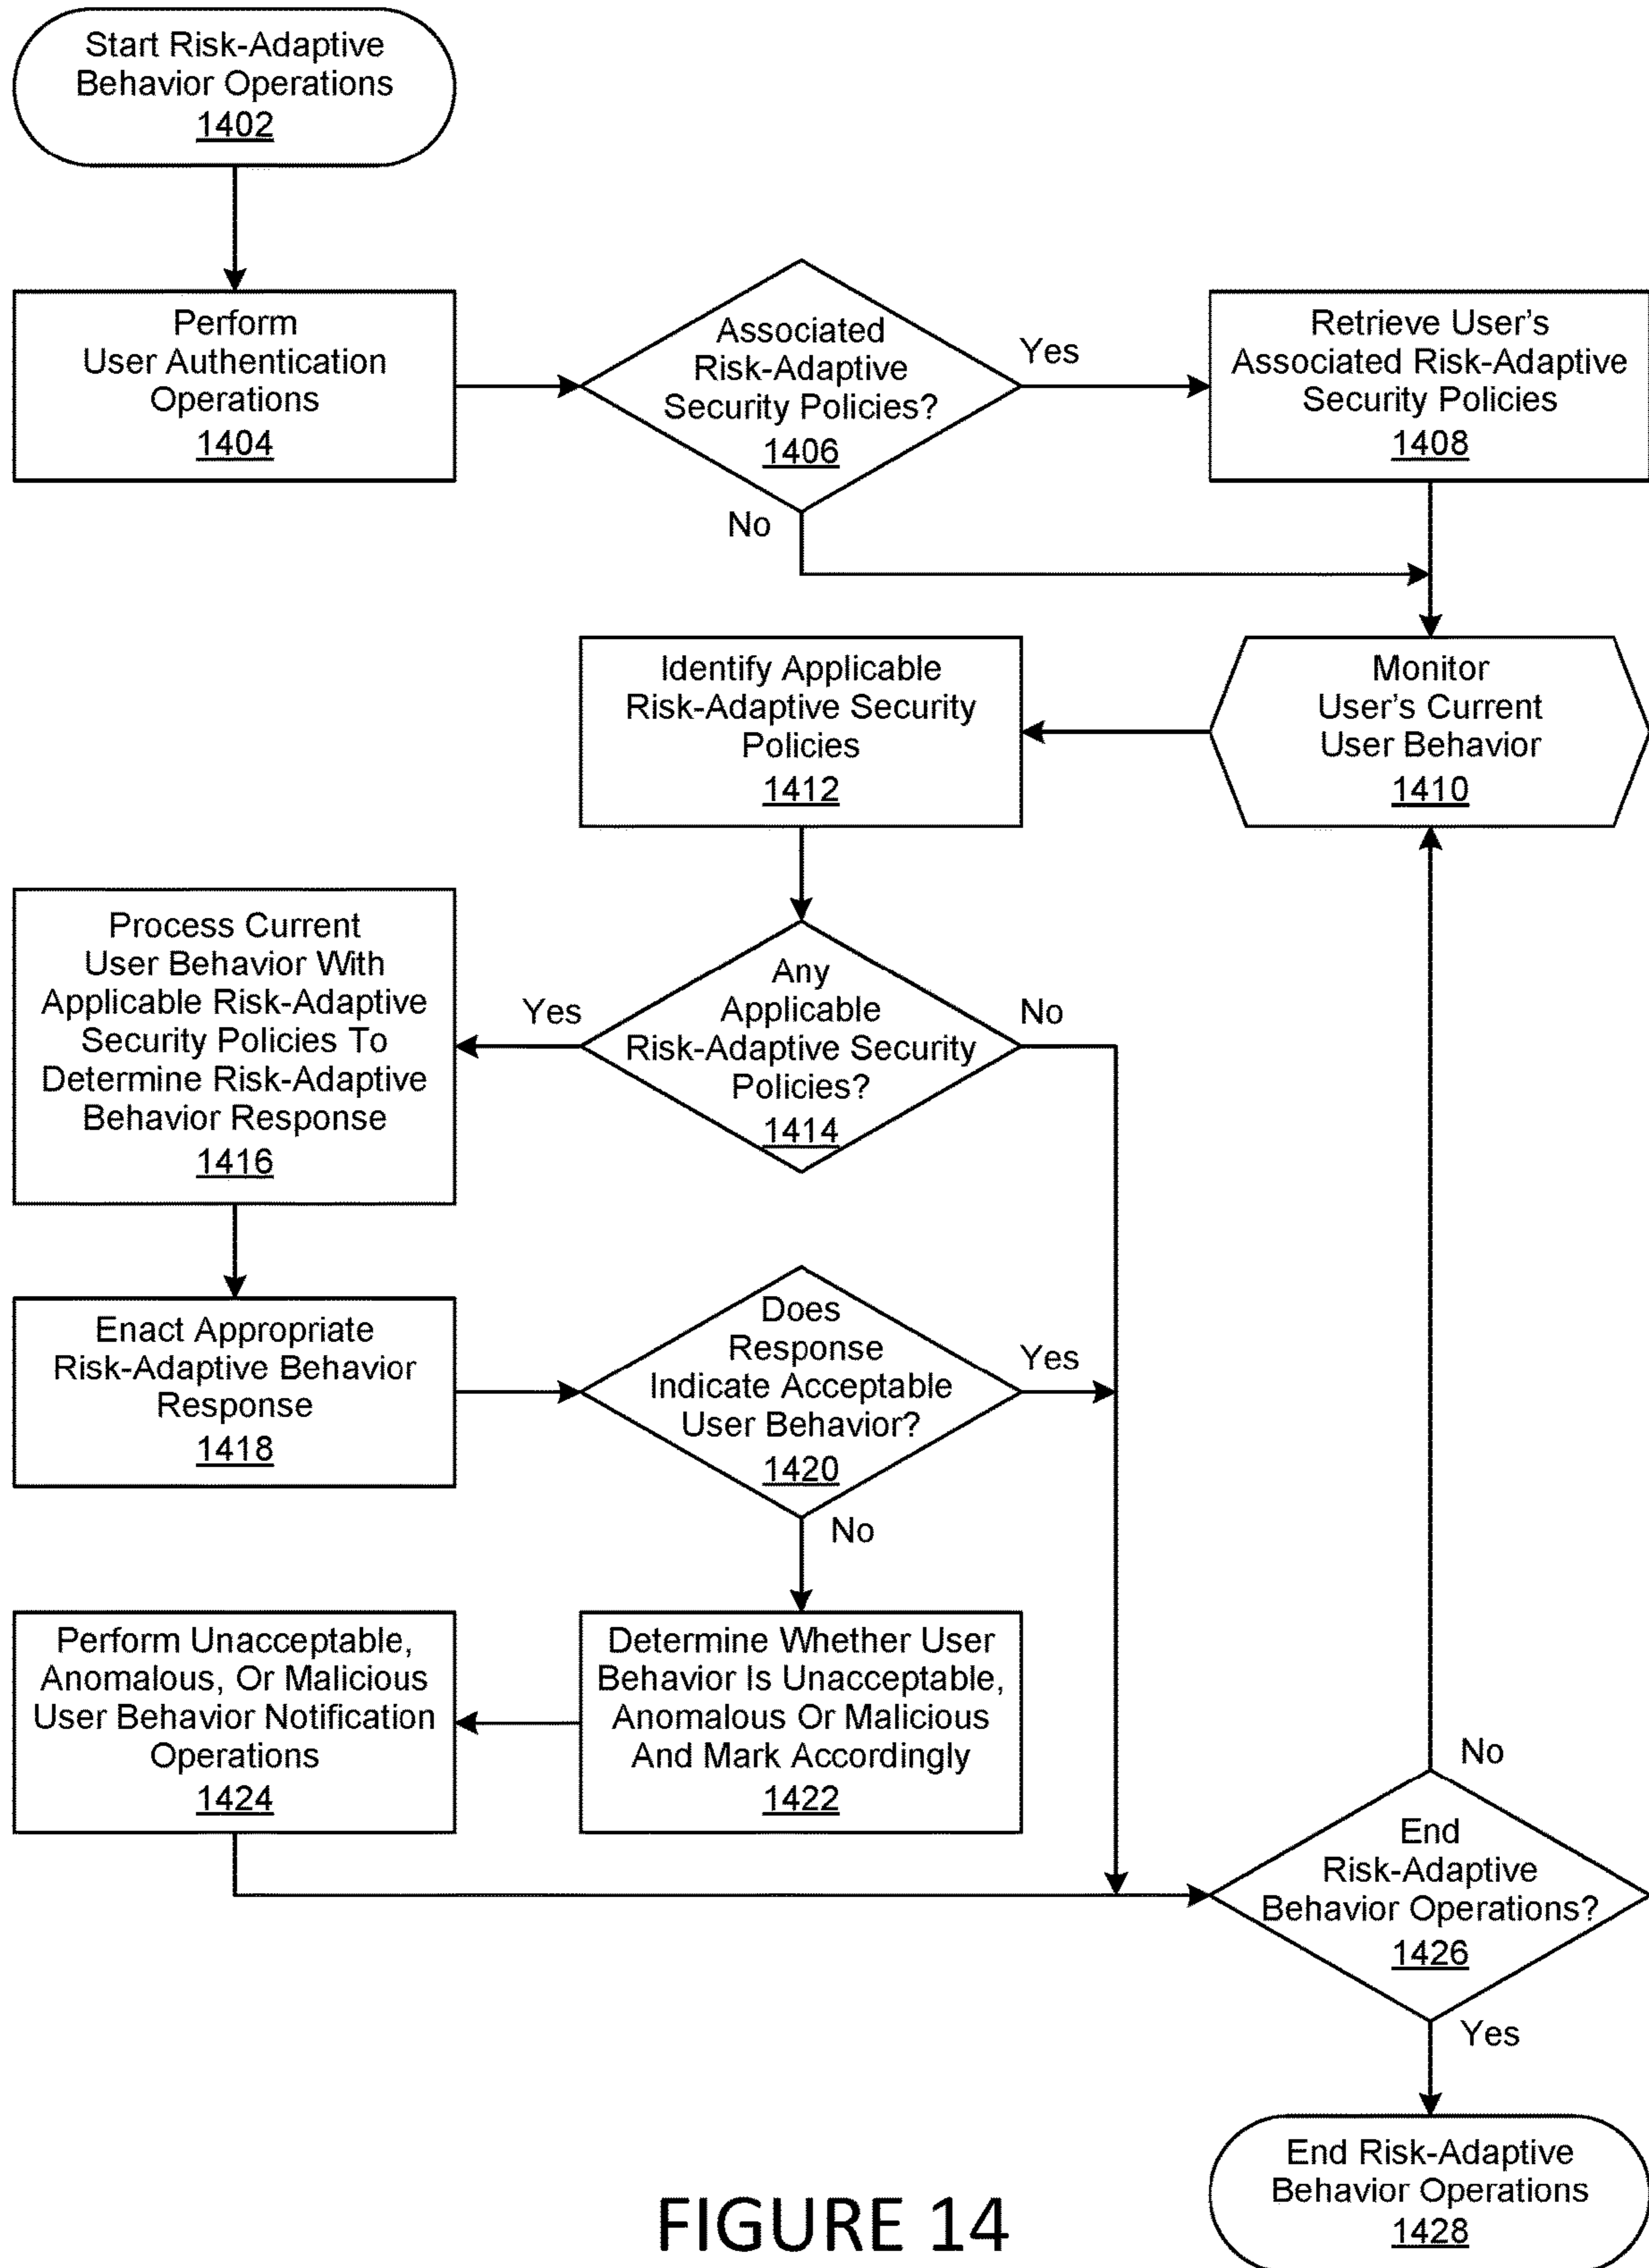 Start Risk-Adaptive
Behavior Operations
1402
Perform
User Authentication
Operations
1404
Associated
Risk-Adaptive
Security Policies?
1406
Yes
No
Retrieve User's
Associated Risk-Adaptive
Security Policies
1408
Monitor
User's Current
User Behavior
1410
Identify Applicable
Risk-Adaptive Security
Policies
1412
Any
Applicable
Risk-Adaptive Security
Policies?
1414
Yes
No
Process Current
User Behavior With
Applicable Risk-Adaptive
Security Policies To
Determine Risk-Adaptive
Behavior Response
1416
Enact Appropriate
Risk-Adaptive Behavior
Response
1418
Does
Response
Indicate Acceptable
User Behavior?
1420
Yes
No
Determine Whether User
Behavior Is Unacceptable,
Anomalous Or Malicious
And Mark Accordingly
1422
Perform Unacceptable,
Anomalous, Or Malicious
User Behavior Notification
Operations
1424
No
End
Risk-Adaptive
Behavior Operations?
1426
Yes
End Risk-Adaptive
Behavior Operations
1428
FIGURE 14